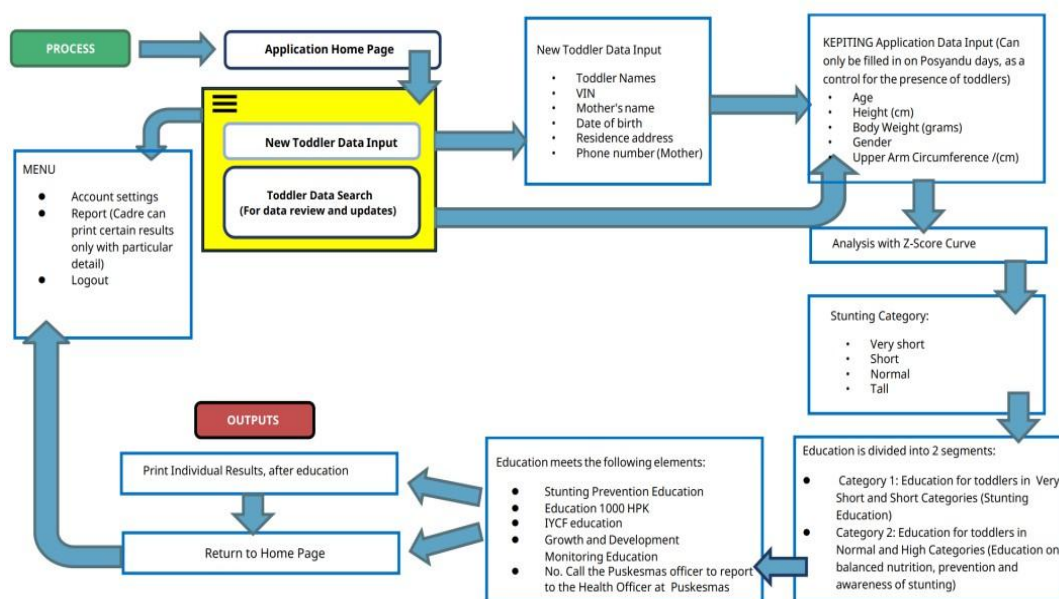 PROCESS
Application Home Page
New Toddler Data Input
Toddler Data Search
(For data review and updates)
MENU
● Account settings
● Report (Cadre can
print certain results
only with particular
detail)
● Logout
New Toddler Data Input
• Toddler Names
• VIN
• Mother's name
• Date of birth
• Residence address
• Phone number (Mother)
KEPITING Application Data Input (Can
only be filled in on Posyandu days, as
a control for the presence of toddlers)
• Age
• Height (cm)
• Body Weight (grams)
• Gender
• Upper Arm Circumference /(cm)
Analysis with Z-Score Curve
Stunting Category:
• Very short
• Short
• Normal
• Tall
Education is divided into 2 segments:
● Category 1: Education for toddlers in Very
Short and Short Categories (Stunting
Education)
● Category 2: Education for toddlers in
Normal and High Categories (Education on
balanced nutrition, prevention and
awareness of stunting)
Education meets the following elements:
● Stunting Prevention Education
● Education 1000 HPK
● IYCF education
● Growth and Development
Monitoring Education
● No. Call the Puskesmas officer to report
to the Health Officer at Puskesmas
OUTPUTS
Print Individual Results, after education
Return to Home Page